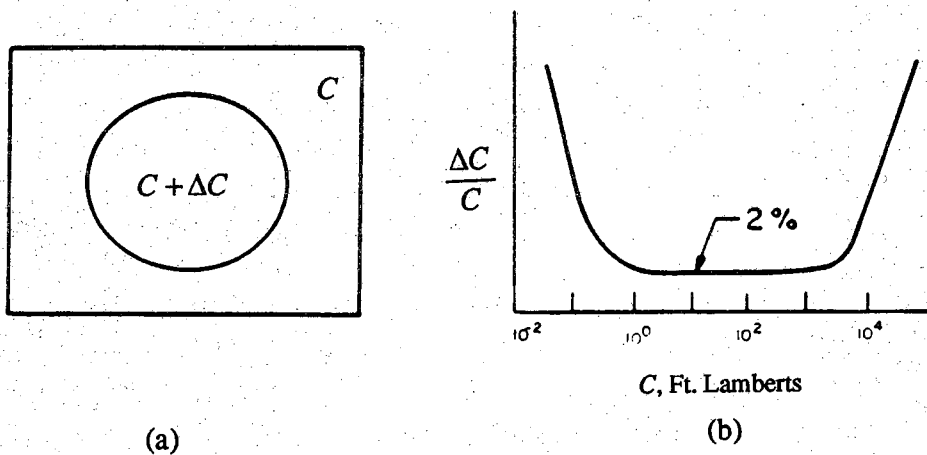 C
C + ΔC
(a)
ΔC
C
2%
10² 10⁰ 10² 10⁴
C, Ft. Lamberts
(b)